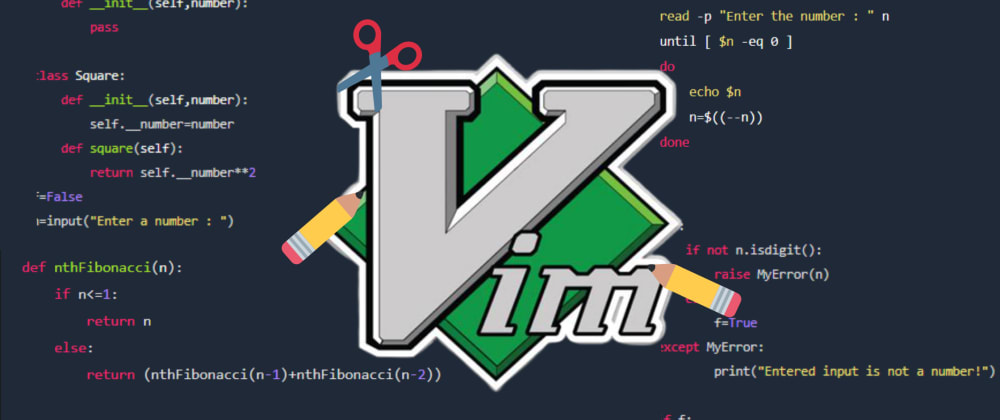 def __init__(self,number):
pass
class Square:
def __init__(self,number):
self.__number=number
def square(self):
return self.__number**2
f=False
n=input("Enter a number : ")
def nthFibonacci(n):
if n<=1:
return n
else:
return (nthFibonacci(n-1)+nthFibonacci(n-2))
Vim
read -p "Enter the number : " n
until [ $n -eq 0 ]
do
echo $n
n=$((--n))
done
:
if not n.isdigit():
raise MyError(n)
f=True
except MyError:
print("Entered input is not a number!")
if f: